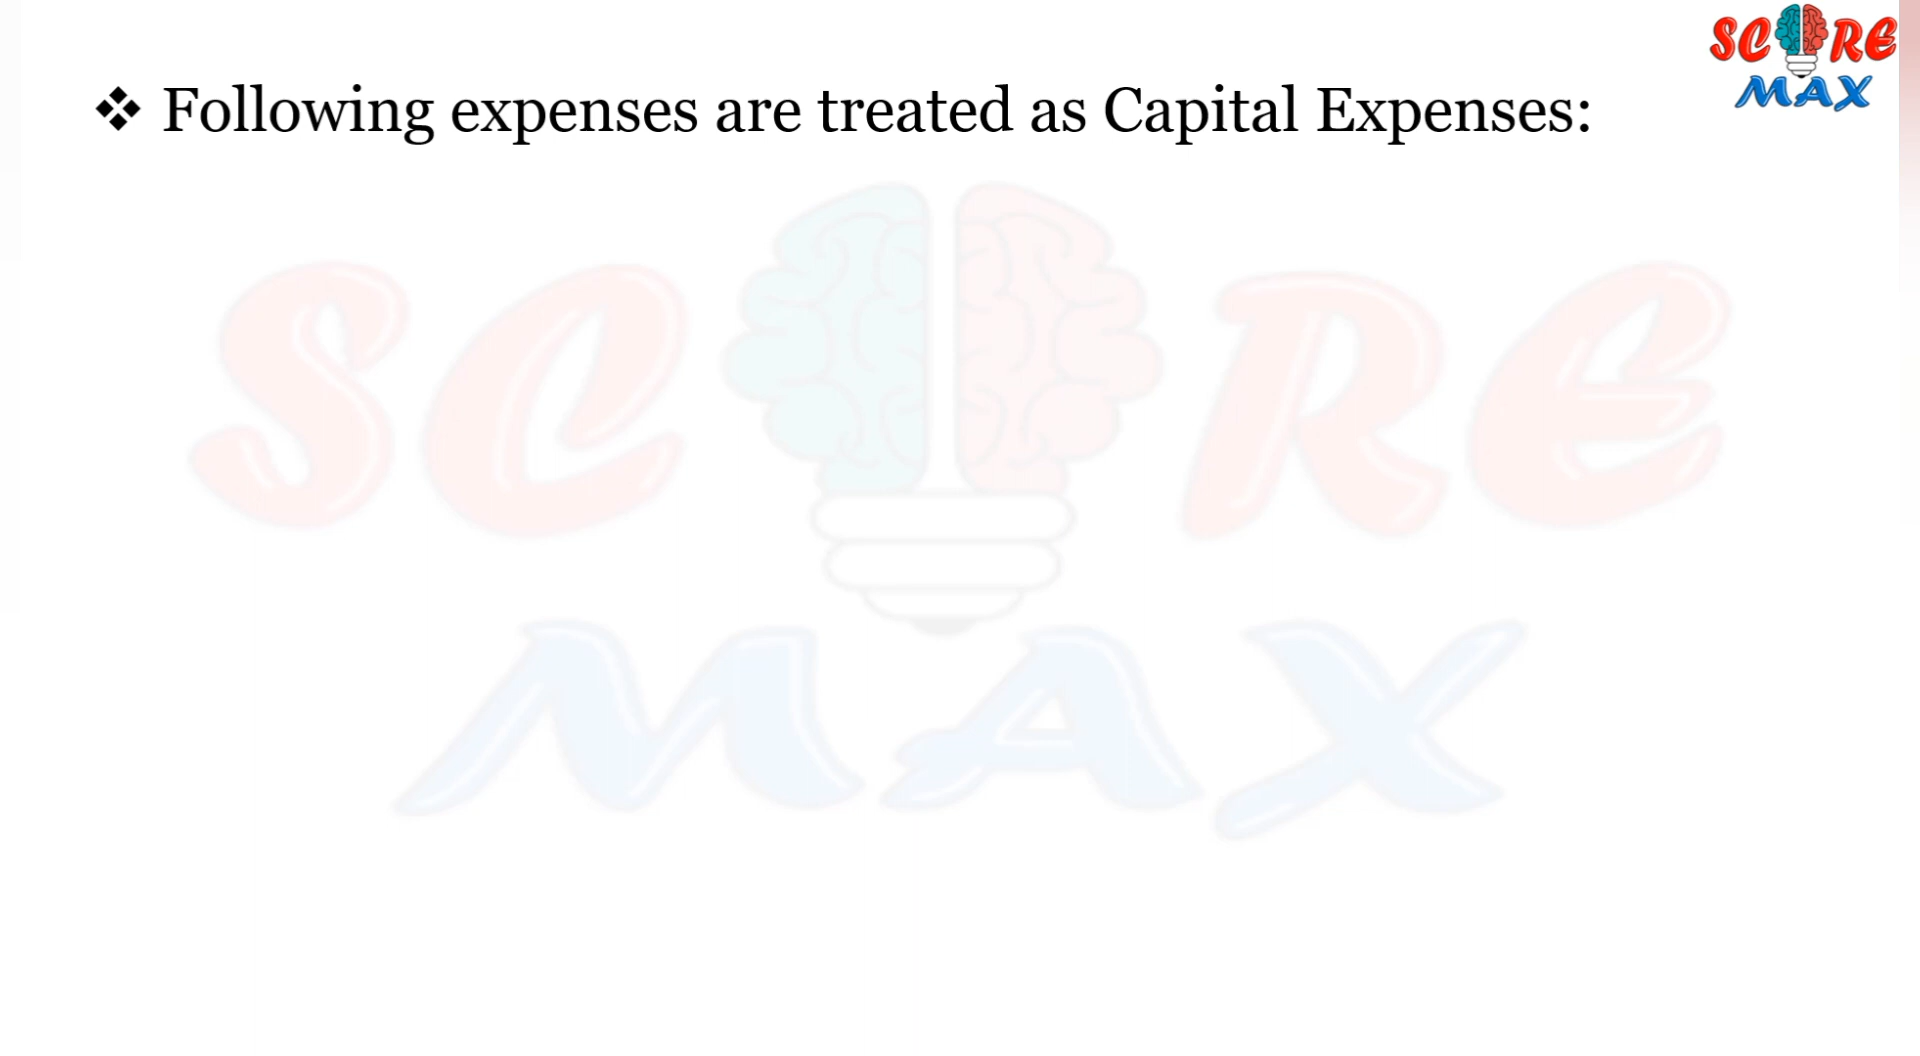 SCORE
MAX
❖ Following expenses are treated as Capital Expenses:
SCORE
MAX